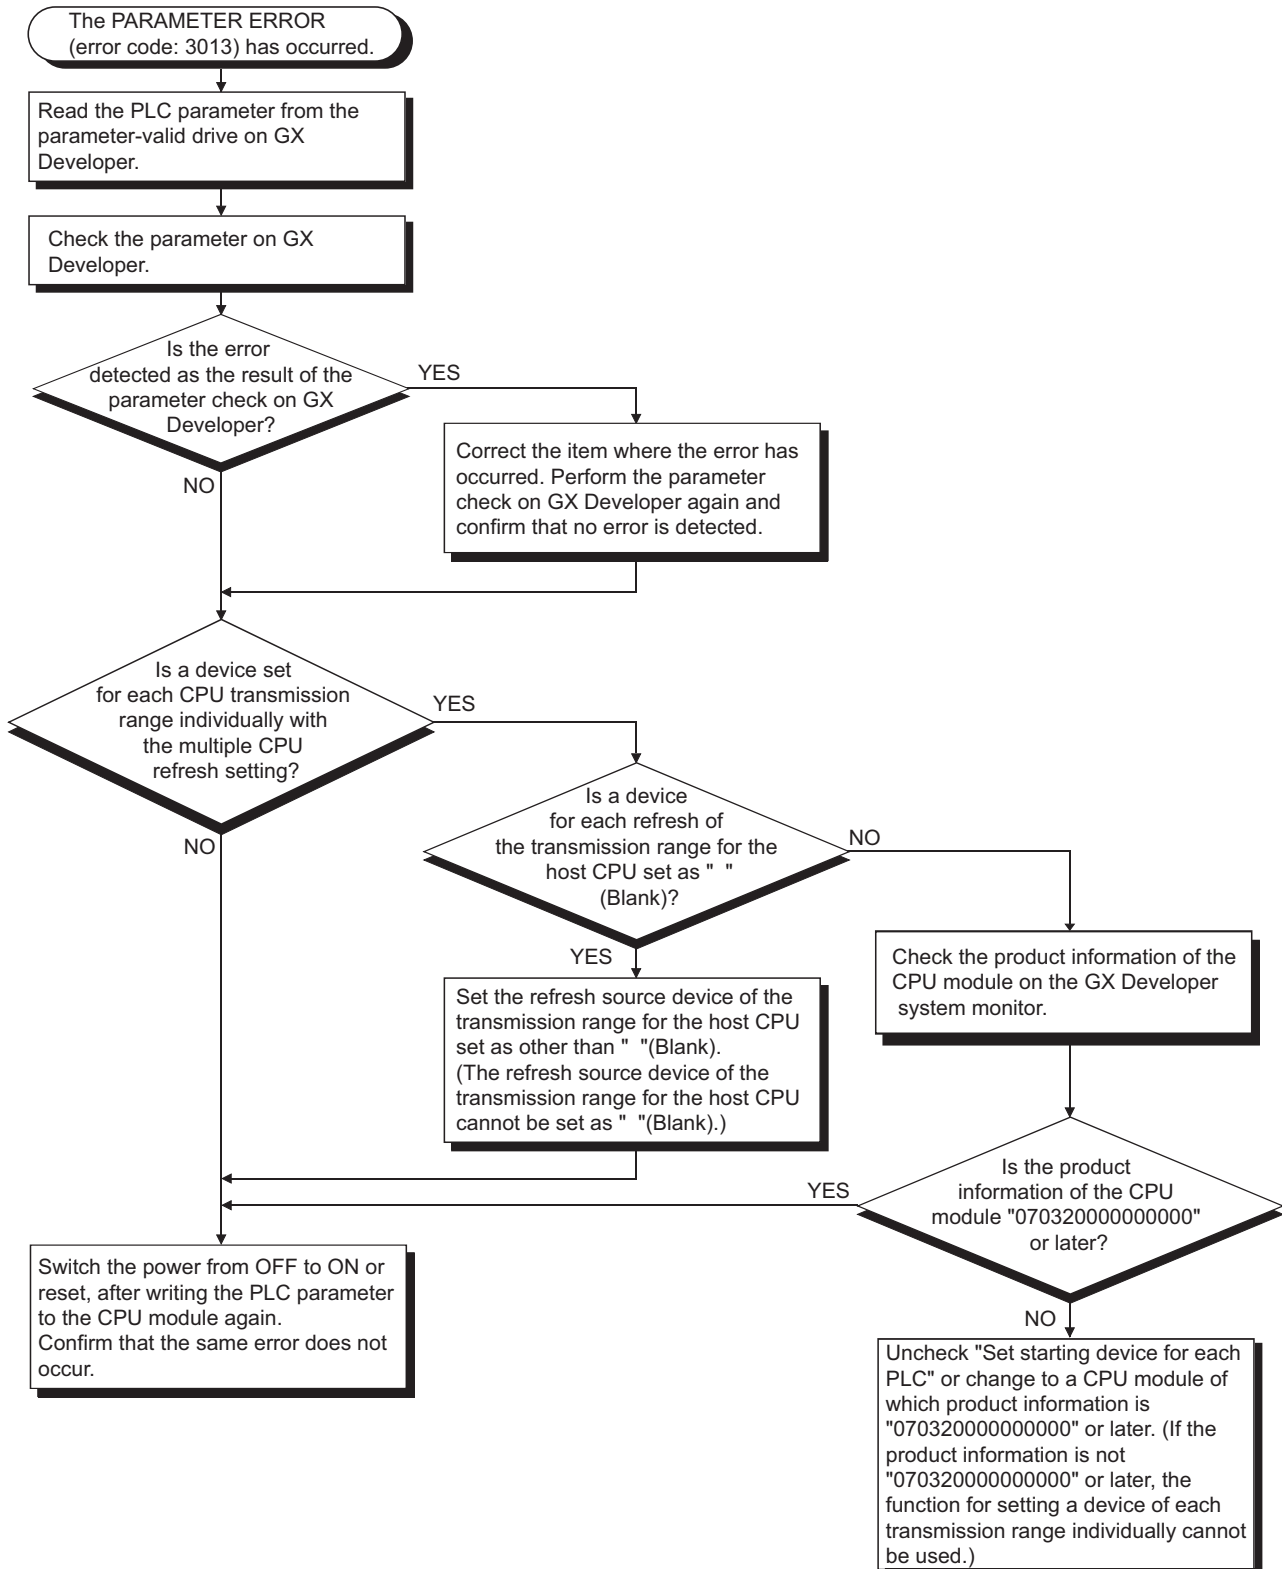 The PARAMETER ERROR
(error code: 3013) has occurred.
Read the PLC parameter from the
parameter-valid drive on GX
Developer.
Check the parameter on GX
Developer.
Is the error
detected as the result of the
parameter check on GX
Developer?
YES
Correct the item where the error has
occurred. Perform the parameter
check on GX Developer again and
confirm that no error is detected.
NO
Is a device set
for each CPU transmission
range individually with
the multiple CPU
refresh setting?
YES
Is a device
for each refresh of
the transmission range for the
host CPU set as "  "
(Blank)?
NO
NO
YES
Check the product information of the
CPU module on the GX Developer
system monitor.
Set the refresh source device of the
transmission range for the host CPU
set as other than "  "(Blank).
(The refresh source device of the
transmission range for the host CPU
cannot be set as "  "(Blank).)
YES
Is the product
information of the CPU
module "070320000000000"
or later?
Switch the power from OFF to ON or
reset, after writing the PLC parameter
to the CPU module again.
Confirm that the same error does not
occur.
NO
Uncheck "Set starting device for each
PLC" or change to a CPU module of
which product information is
"070320000000000" or later. (If the
product information is not
"070320000000000" or later, the
function for setting a device of each
transmission range individually cannot
be used.)